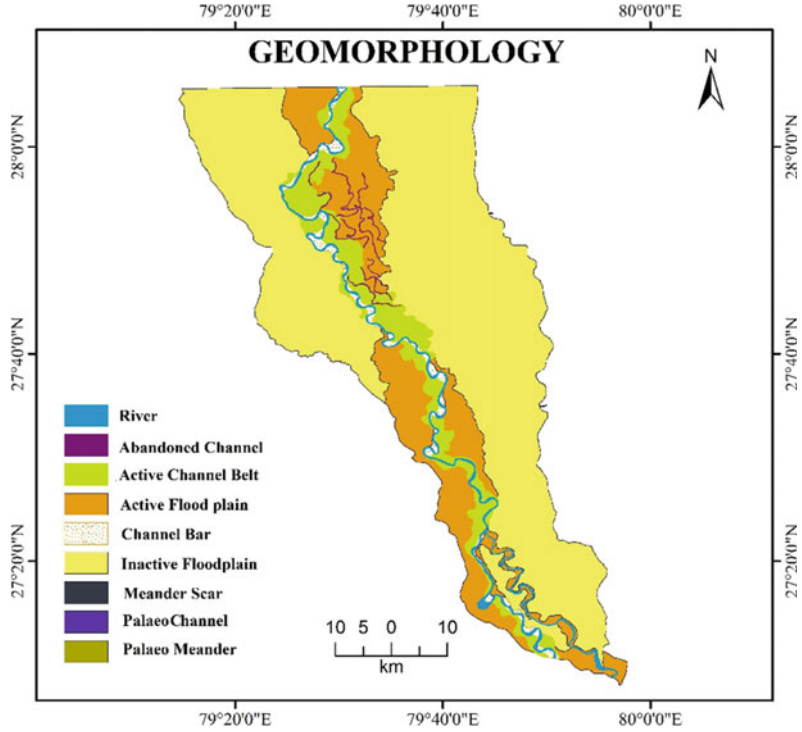 79°20'0"E 79°40'0"E 80°0'0"E
GEOMORPHOLOGY
N
28°0'0"N 28°0'0"N
27°40'0"N 27°40'0"N
River
Abandoned Channel
Active Channel Belt
Active Flood plain
Channel Bar
Inactive Floodplain
Meander Scar
PalaeoChannel
Palaeo Meander
27°20'0"N 27°20'0"N
10 5 0 10
km
79°20'0"E 79°40'0"E 80°0'0"E